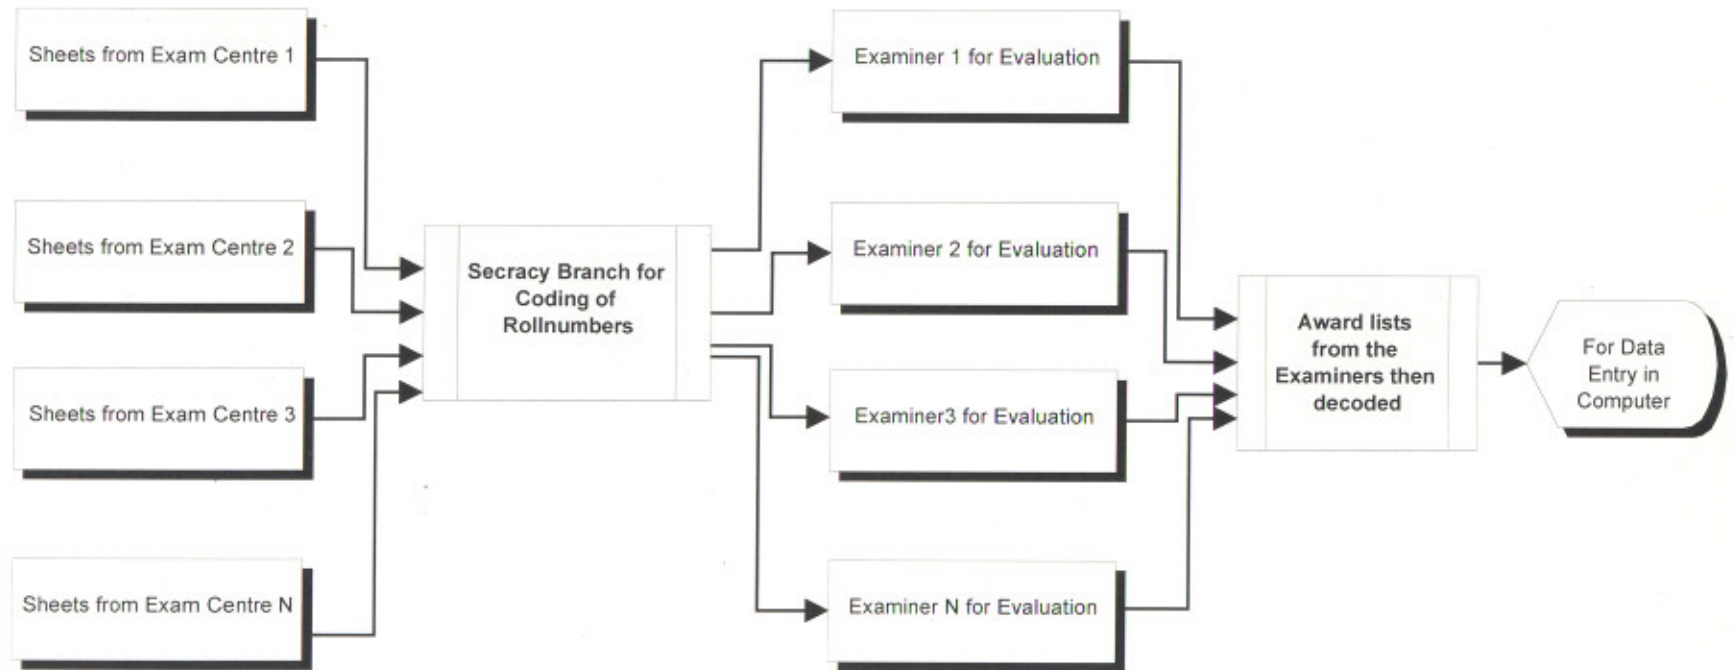 Sheets from Exam Centre 1
Sheets from Exam Centre 2
Sheets from Exam Centre 3
Sheets from Exam Centre N
Secracy Branch for
Coding of
Rollnumbers
Examiner 1 for Evaluation
Examiner 2 for Evaluation
Examiner3 for Evaluation
Examiner N for Evaluation
Award lists
from the
Examiners then
decoded
For Data
Entry in
Computer